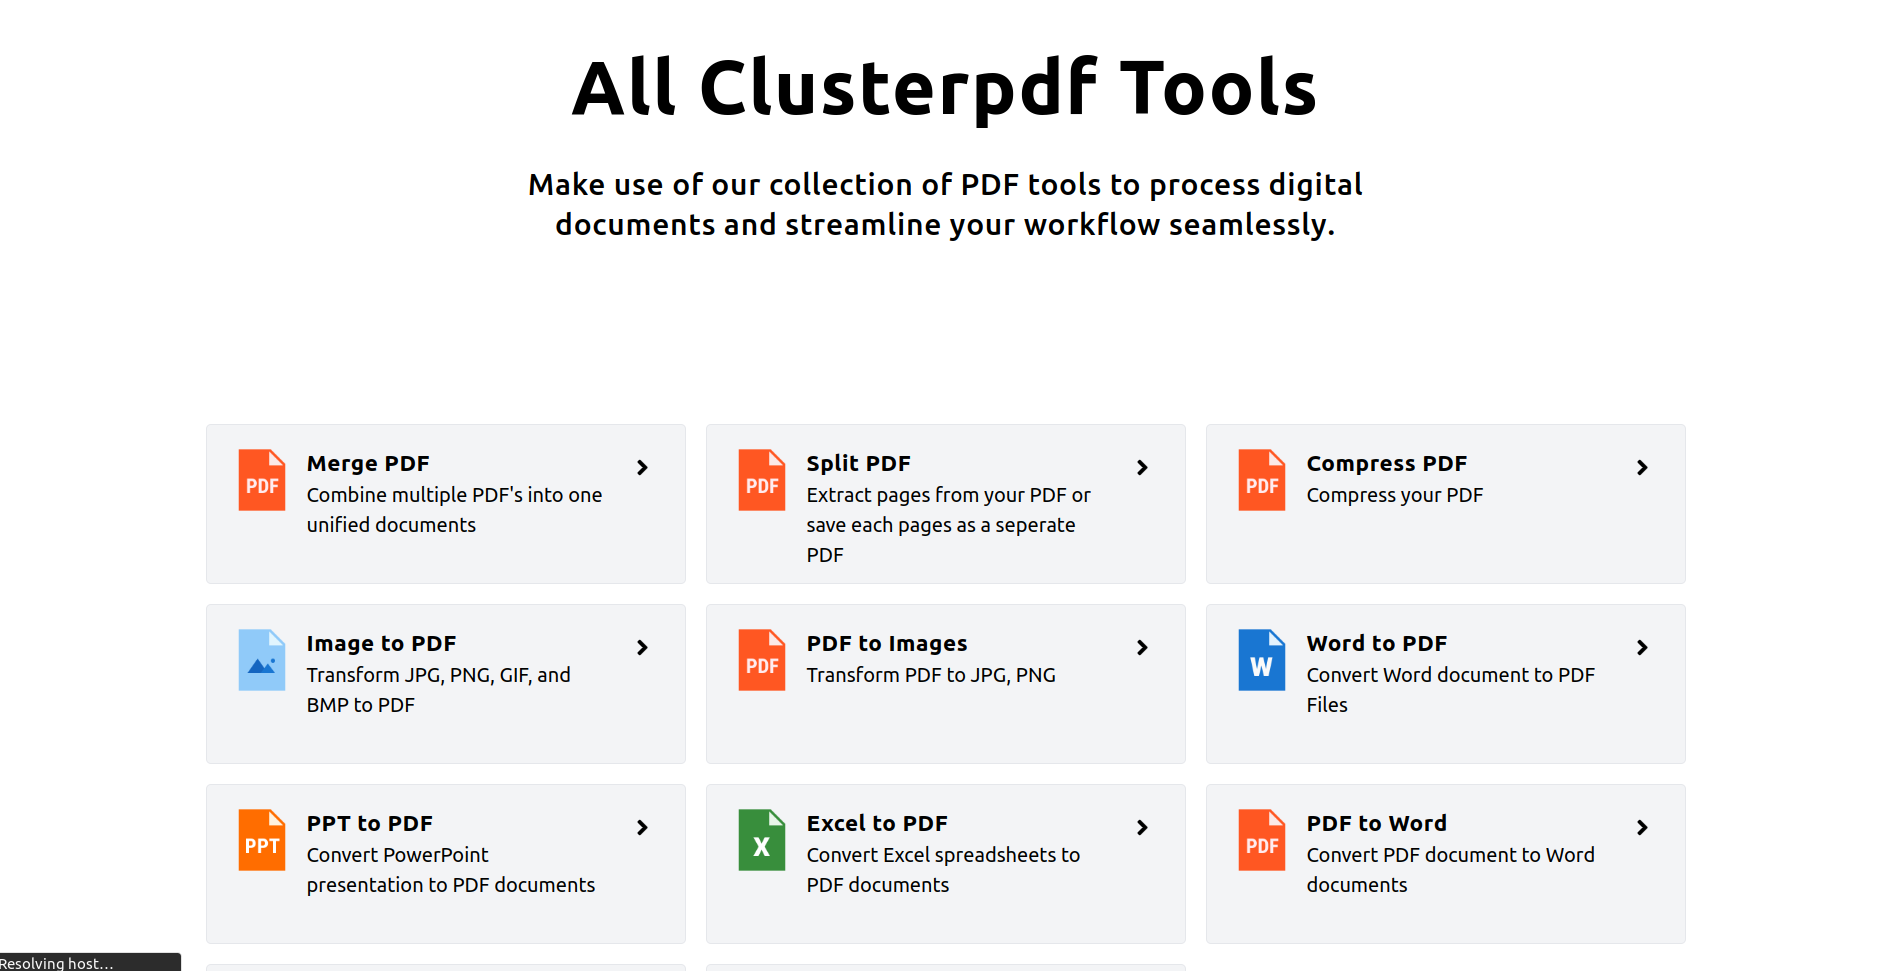 All Clusterpdf Tools
Make use of our collection of PDF tools to process digital
documents and streamline your workflow seamlessly.
PDF
Merge PDF
Combine multiple PDF's into one
unified documents
PDF
Split PDF
Extract pages from your PDF or
save each pages as a seperate
PDF
PDF
Compress PDF
Compress your PDF
Image to PDF
Transform JPG, PNG, GIF, and
BMP to PDF
PDF
PDF to Images
Transform PDF to JPG, PNG
W
Word to PDF
Convert Word document to PDF
Files
PPT
PPT to PDF
Convert PowerPoint
presentation to PDF documents
X
Excel to PDF
Convert Excel spreadsheets to
PDF documents
PDF
PDF to Word
Convert PDF document to Word
documents
Resolving host...